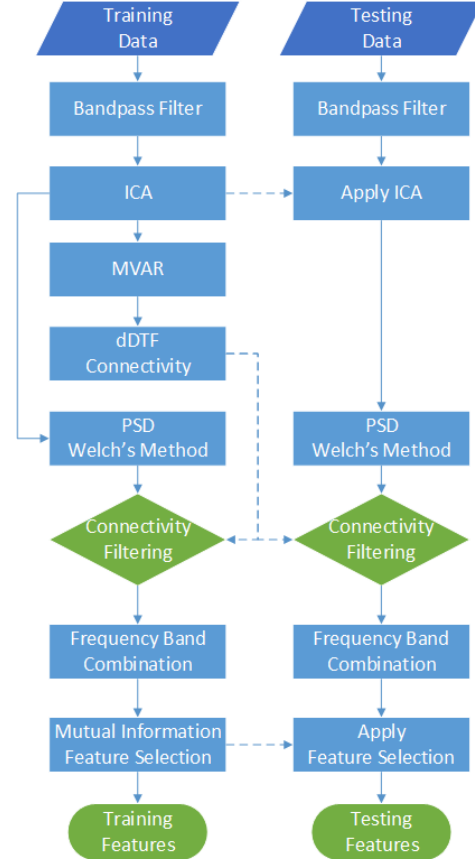 Training
Data
Testing
Data
Bandpass Filter
Bandpass Filter
ICA
Apply ICA
MVAR
dDTF
Connectivity
PSD
Welch's Method
PSD
Welch's Method
Connectivity
Filtering
Connectivity
Filtering
Frequency Band
Combination
Frequency Band
Combination
Mutual Information
Feature Selection
Apply
Feature Selection
Training
Features
Testing
Features